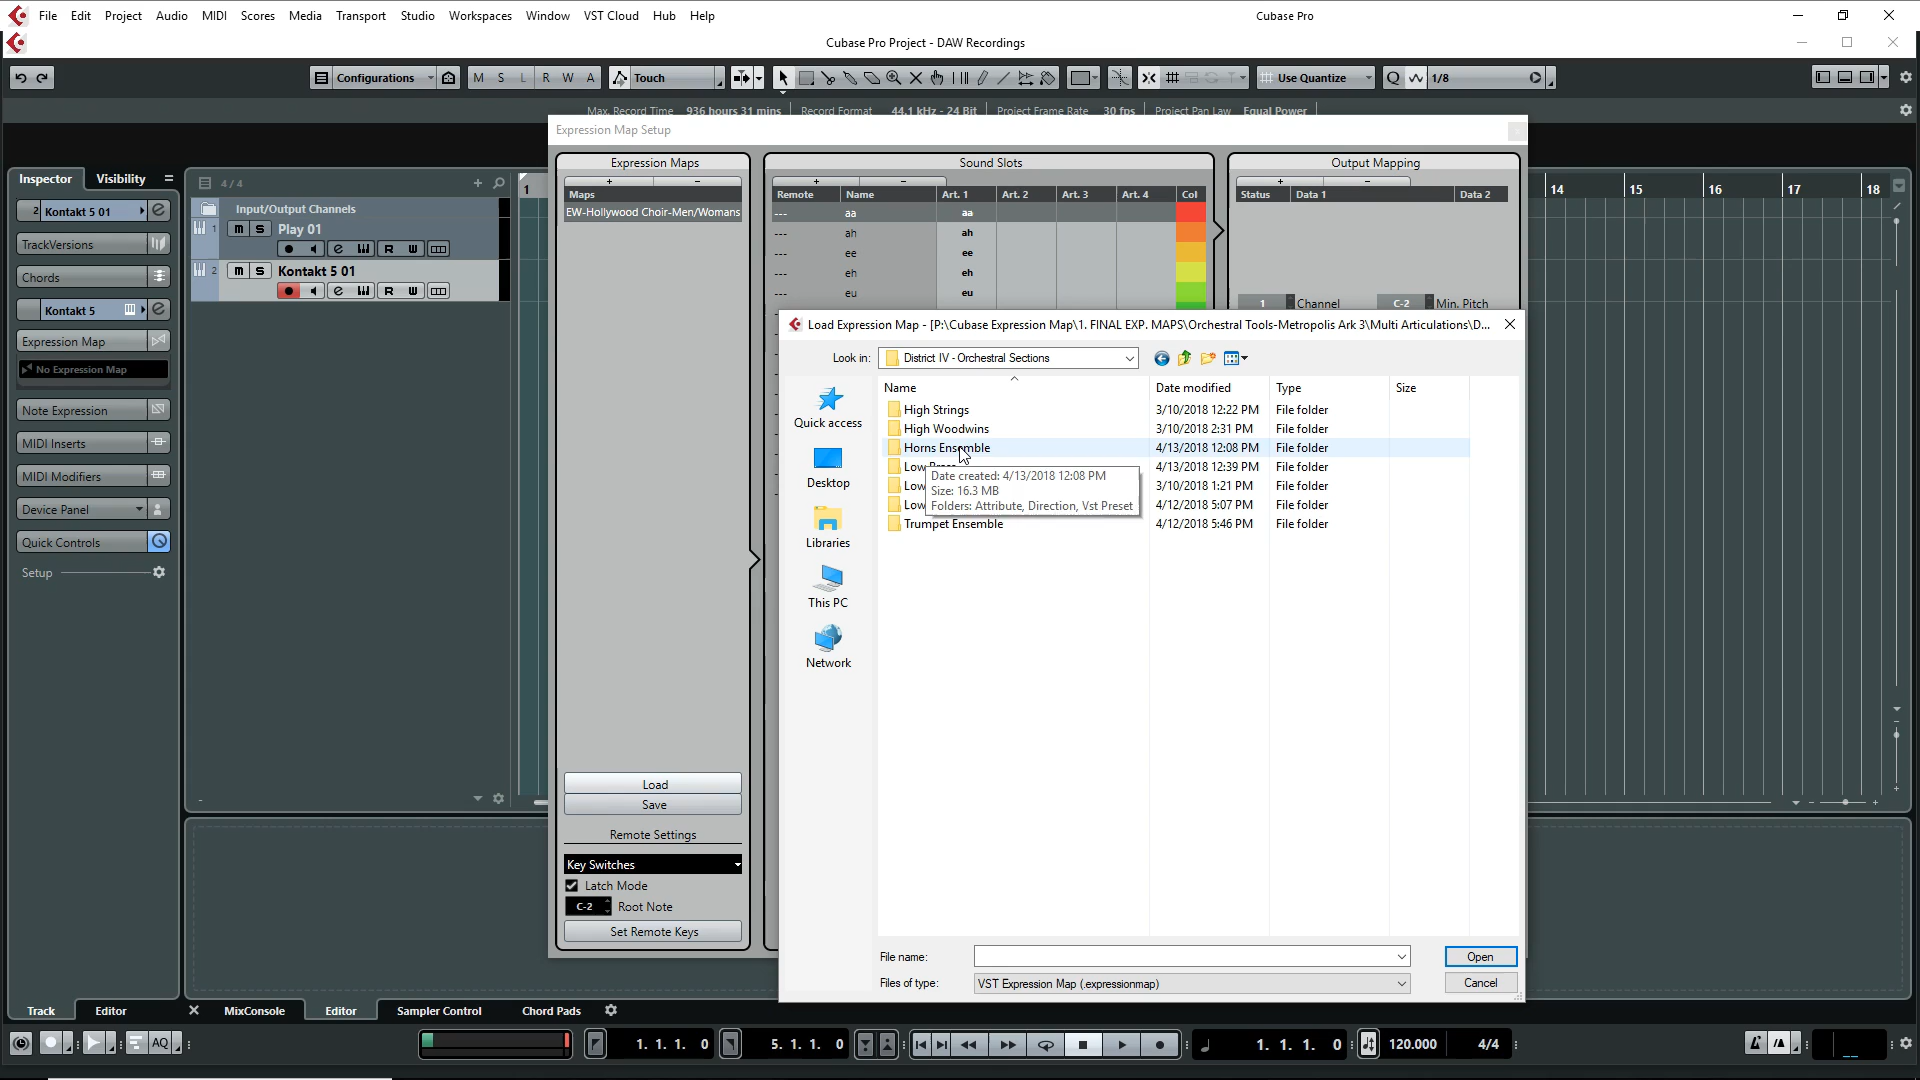 File Edit Project Audio MIDI Scores Media Transport Studio Workspaces Window VST Cloud Hub Help Cubase Pro
Cubase Pro Project - DAW Recordings
Configurations M S L R W A Touch Use Quantize Q 1/8
Max. Record Time 936 hours 31 mins Record Format 44.1 kHz - 24 Bit Project Frame Rate 30 fps Project Pan Law Equal Power
Expression Map Setup
Expression Maps Sound Slots Output Mapping
Inspector Visibility 4/4 1 14 15 16 17 18
+ - + - + -
Maps Remote Name Art. 1 Art. 2 Art. 3 Art. 4 Col Status Data 1 Data 2
2 Kontakt 5 01 Input/Output Channels EW-Hollywood Choir-Men/Womans --- aa aa
1 m S Play 01 --- ah ah
TrackVersions e R W --- ee ee
Chords 2 m S Kontakt 5 01 --- eh eh
e R W --- eu eu
Kontakt 5 1 Channel C-2 Min. Pitch
Load Expression Map - [P:\Cubase Expression Map\1. FINAL EXP. MAPS\Orchestral Tools-Metropolis Ark 3\Multi Articulations\D...
Expression Map
No Expression Map
Look in: District IV - Orchestral Sections
Name Date modified Type Size
Note Expression
High Strings 3/10/2018 12:22 PM File folder
Quick access
High Woodwins 3/10/2018 2:31 PM File folder
MIDI Inserts
Horns Ensemble 4/13/2018 12:08 PM File folder
Low Brass 4/13/2018 12:39 PM File folder
MIDI Modifiers
Date created: 4/13/2018 12:08 PM
Desktop
Low 3/10/2018 1:21 PM File folder
Size: 16.3 MB
Low 4/12/2018 5:07 PM File folder
Folders: Attribute, Direction, Vst Preset
Device Panel
Trumpet Ensemble 4/12/2018 5:46 PM File folder
Quick Controls
Libraries
Setup
This PC
Network
Load
Save
Remote Settings
Key Switches
Latch Mode
C-2 Root Note
Set Remote Keys
File name: Open
Files of type: VST Expression Map (.expressionmap) Cancel
Track Editor MixConsole Editor Sampler Control Chord Pads
AQ 1. 1. 1. 0 5. 1. 1. 0 1. 1. 1. 0 120.000 4/4